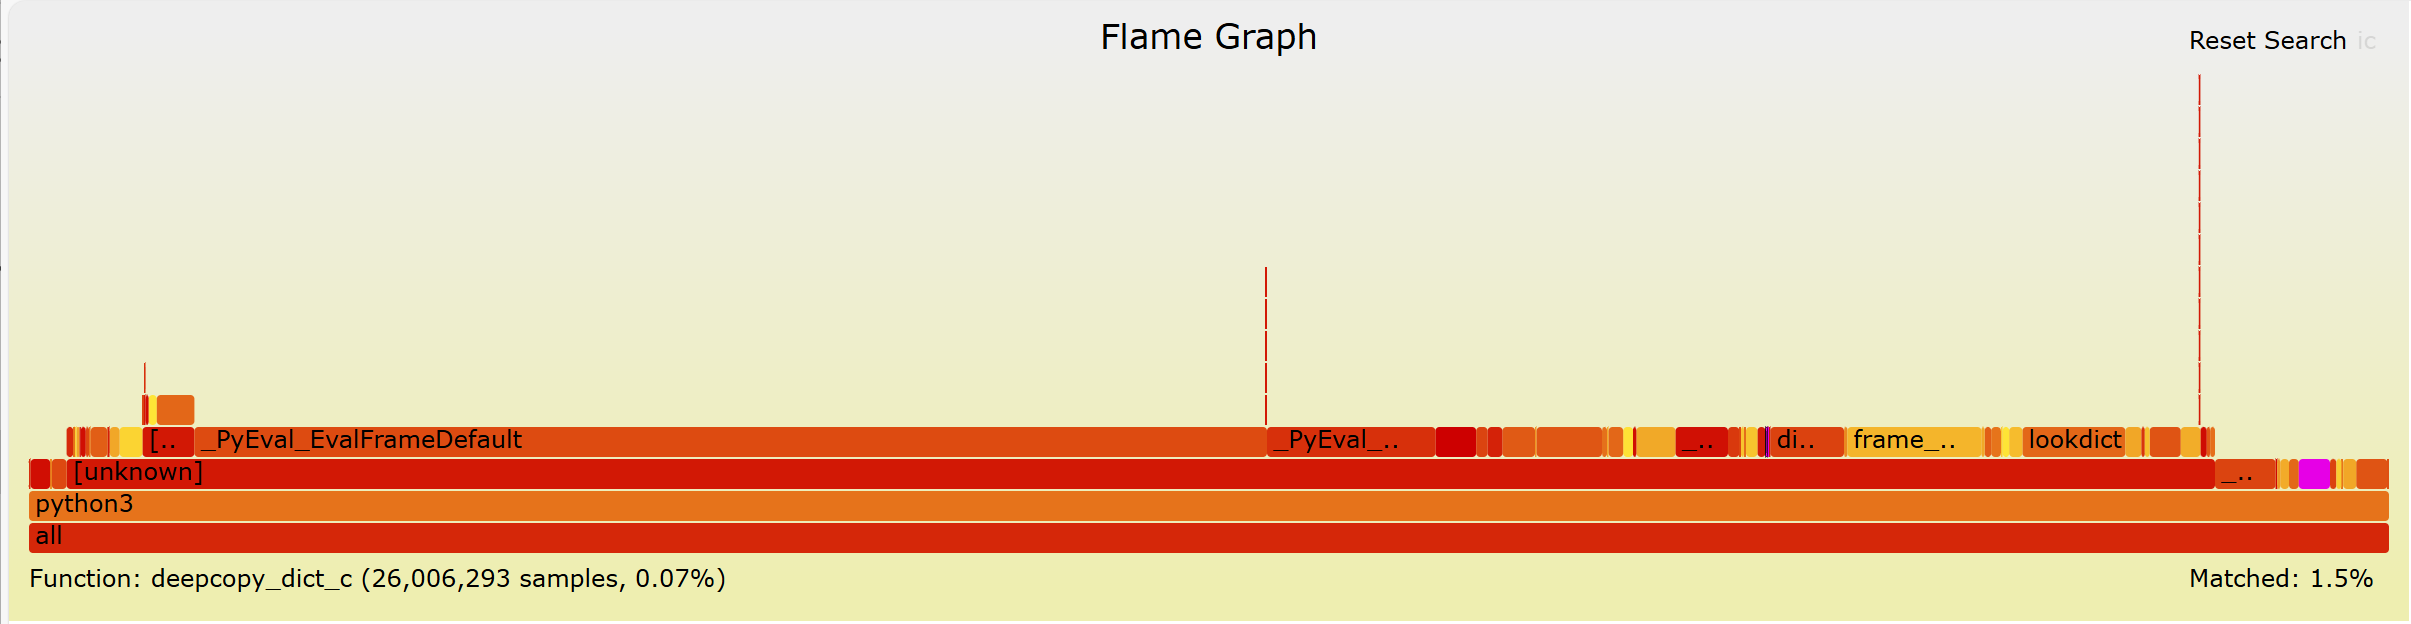 Flame Graph
Reset Search ic
[.. _PyEval_EvalFrameDefault _PyEval_.. _.. di.. frame_.. lookdict
[unknown] _..
python3
all
Function: deepcopy_dict_c (26,006,293 samples, 0.07%) Matched: 1.5%